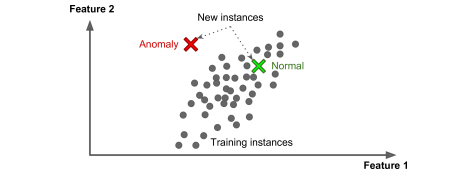 Feature 2
New instances
Anomaly
Normal
Training instances
Feature 1